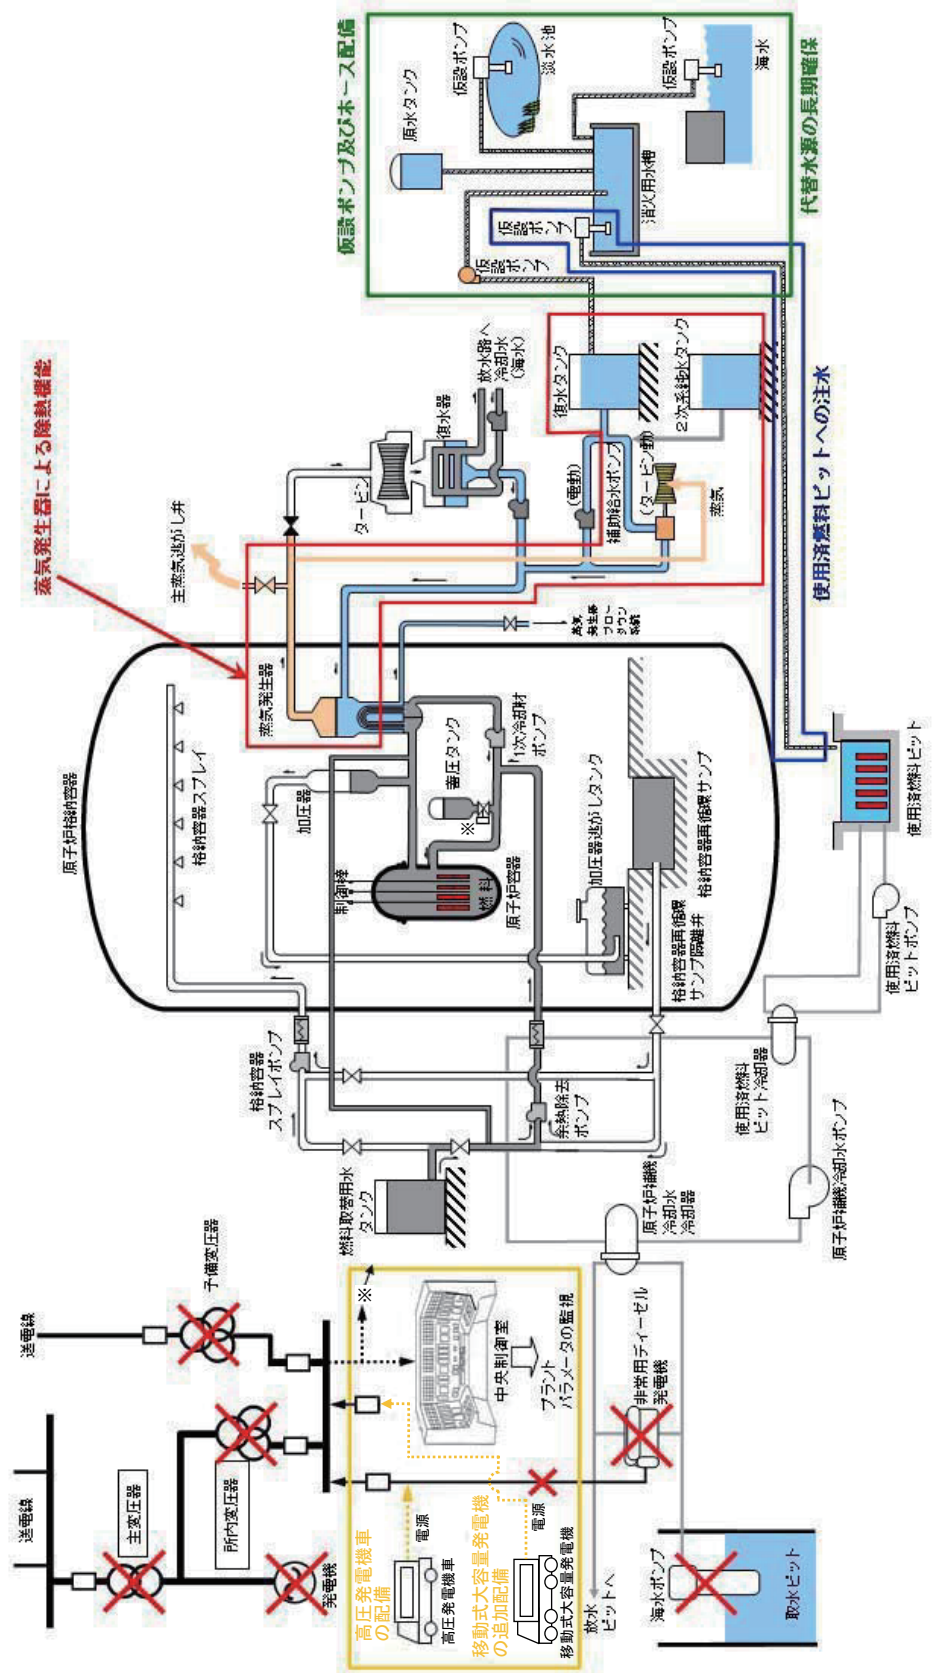 蒸気発生器による除熱機能
仮設ポンプ及びホース配備
代替水源の長期確保
使用済燃料ピットへの注水
原水タンク
仮設ポンプ
淡水池
仮設ポンプ
海水
消火用水槽
仮設
ポンプ
仮設
ポンプ
復水タンク
2次系純水タンク
放水路へ
冷却水
(海水)
復水器
タービン
主蒸気逃がし弁
(電動)
補助給水ポンプ
(タービン動)
蒸気
蒸気
発生器
ブロー
ダウン
系統
原子炉格納容器
格納容器スプレイ
蒸気発生器
加圧器
蓄圧タンク
※
1次冷却材
ポンプ
制御棒
燃料
原子炉容器
加圧器逃がしタンク
格納容器再循環サンプ
格納容器再循環
サンプ隔離弁
使用済燃料ピット
使用済燃料
ピットポンプ
使用済燃料
ピット冷却器
格納容器
スプレイポンプ
余熱除去
ポンプ
燃料取替用水
タンク
原子炉補機
冷却水
冷却器
原子炉補機冷却水ポンプ
送電線
予備変圧器
送電線
主変圧器
所内変圧器
発電機
※
中央制御室
プラント
パラメータの監視
高圧発電機車
の配備
電源
高圧発電機車
移動式大容量発電機
の追加配備
電源
移動式大容量発電機
非常用ディーゼル
発電機
放水
ピットへ
海水ポンプ
取水ピット